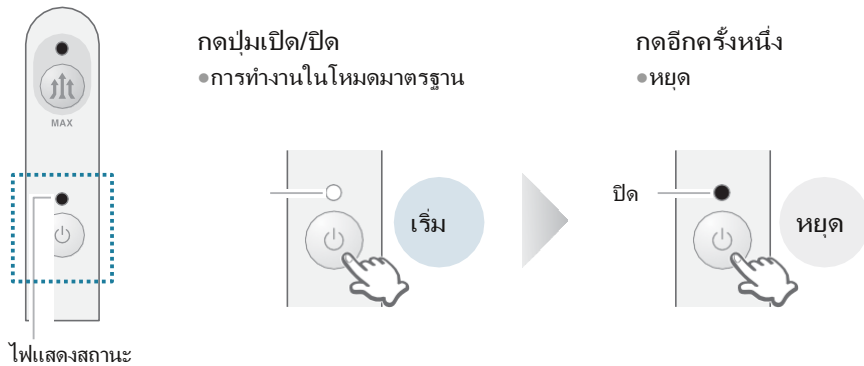 กดปุ่มเปิด/ปิด
●การทำงานในโหมดมาตรฐาน
กดอีกครั้งหนึ่ง
●หยุด
MAX
เริ่ม
ปิด
หยุด
ไฟแสดงสถานะ